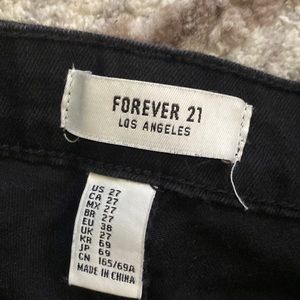 FOREVER 21
LOS ANGELES
US 27
CA 27
MX 27
BR 27
EU 38
UK 27
KR 69
JP 69
CN 165/69A
MADE IN CHINA